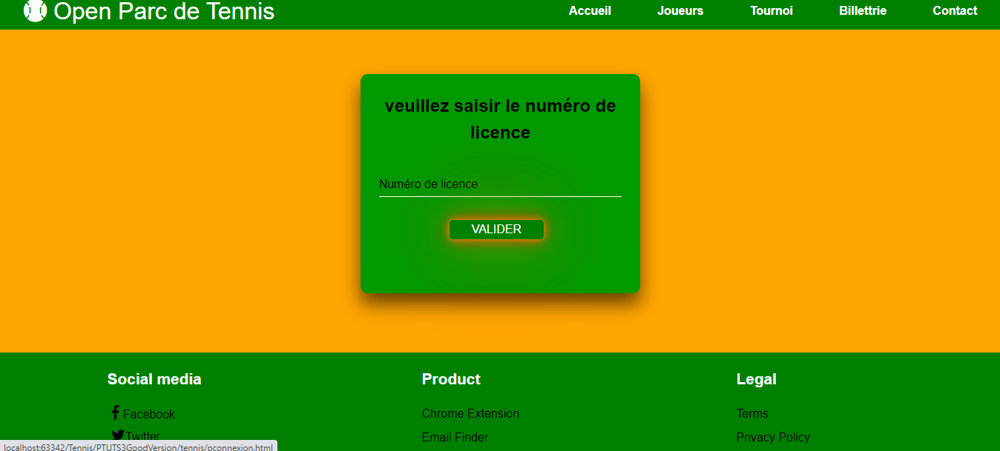 Open Parc de Tennis
Accueil Joueurs Tournoi Billettrie Contact
veuillez saisir le numéro de
licence
Numéro de licence
VALIDER
Social media Product Legal
Facebook Chrome Extension Terms
Twitter Email Finder Privacy Policy
localhost:63342/Tennis/PTUTS3GoodVersion/tennis/pconnexion.html